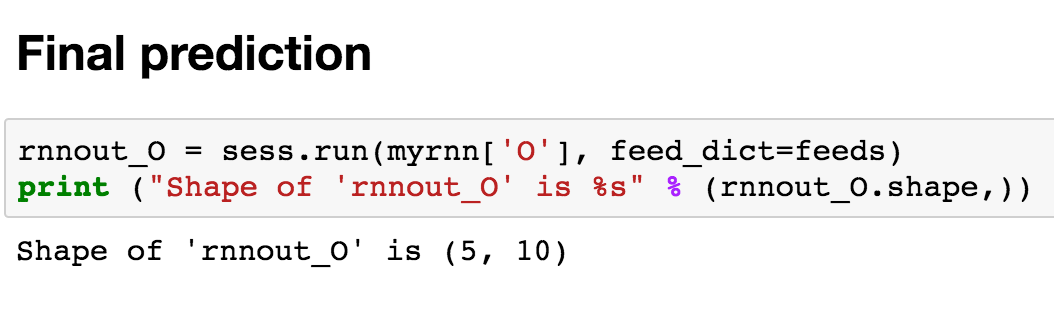 Final prediction
rnnout_O = sess.run(myrnn['O'], feed_dict=feeds)
print ("Shape of 'rnnout_O' is %s" % (rnnout_O.shape,))
Shape of 'rnnout_O' is (5, 10)